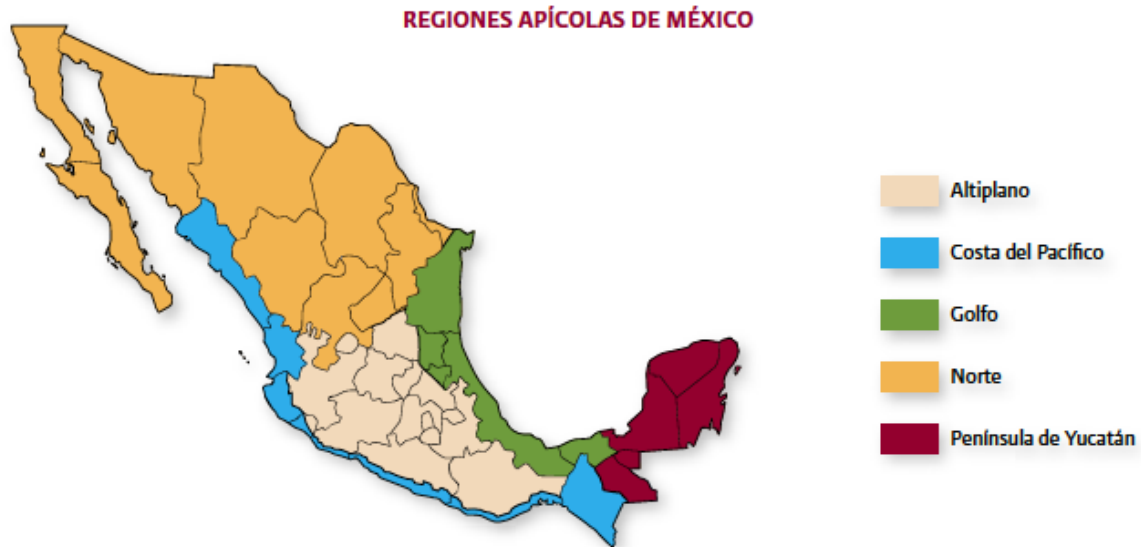 REGIONES APÍCOLAS DE MÉXICO
Altiplano
Costa del Pacífico
Golfo
Norte
Península de Yucatán